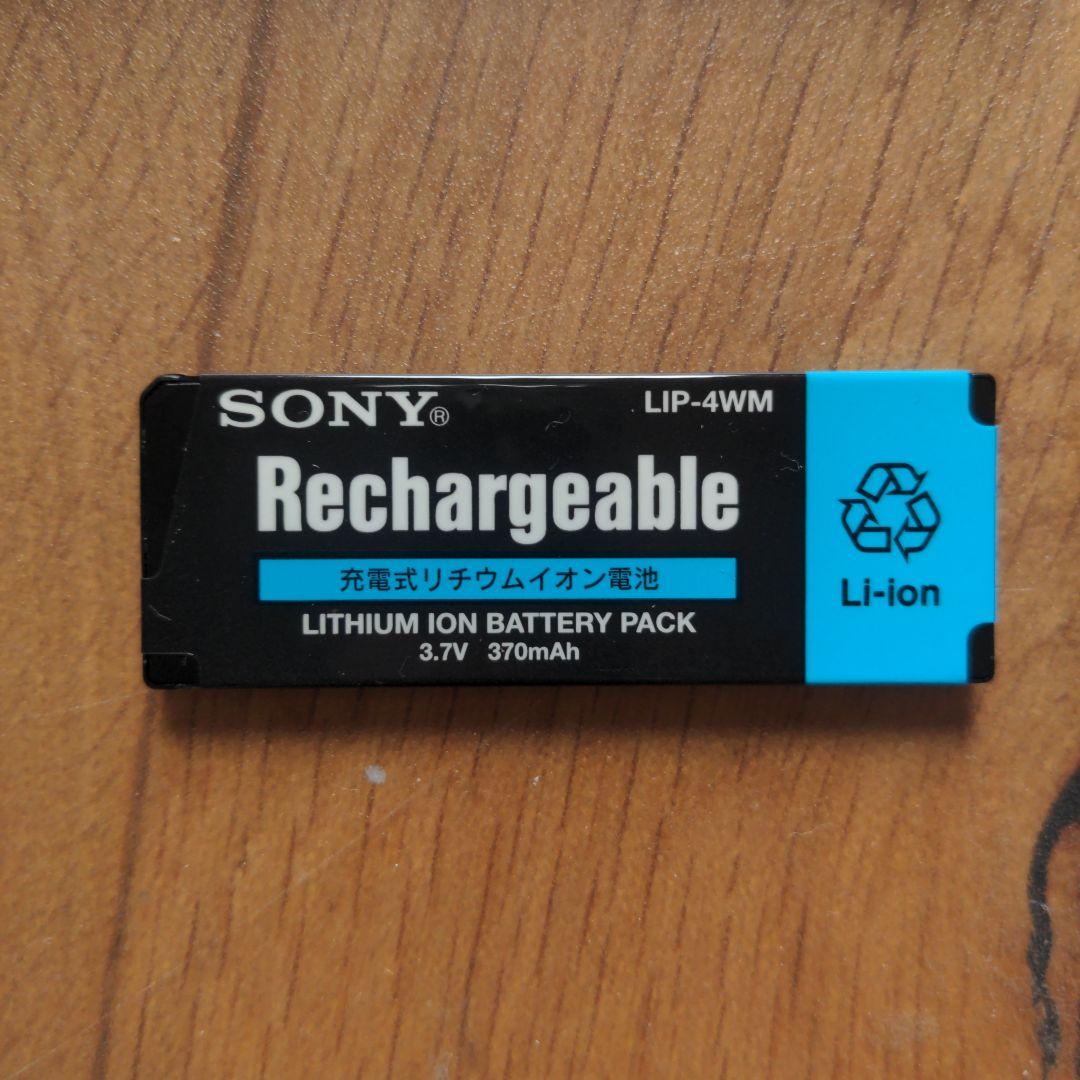 SONY® LIP-4WM
Rechargeable
充電式リチウムイオン電池
LITHIUM ION BATTERY PACK
3.7V 370mAh
Li-ion